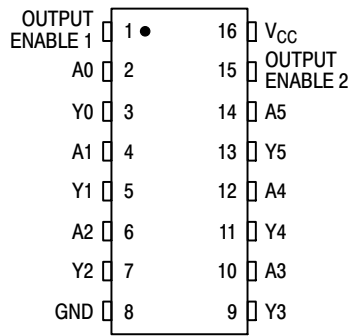 OUTPUT
ENABLE 1 1 16 VCC
A0 2 15 OUTPUT
ENABLE 2
Y0 3 14 A5
A1 4 13 Y5
Y1 5 12 A4
A2 6 11 Y4
Y2 7 10 A3
GND 8 9 Y3